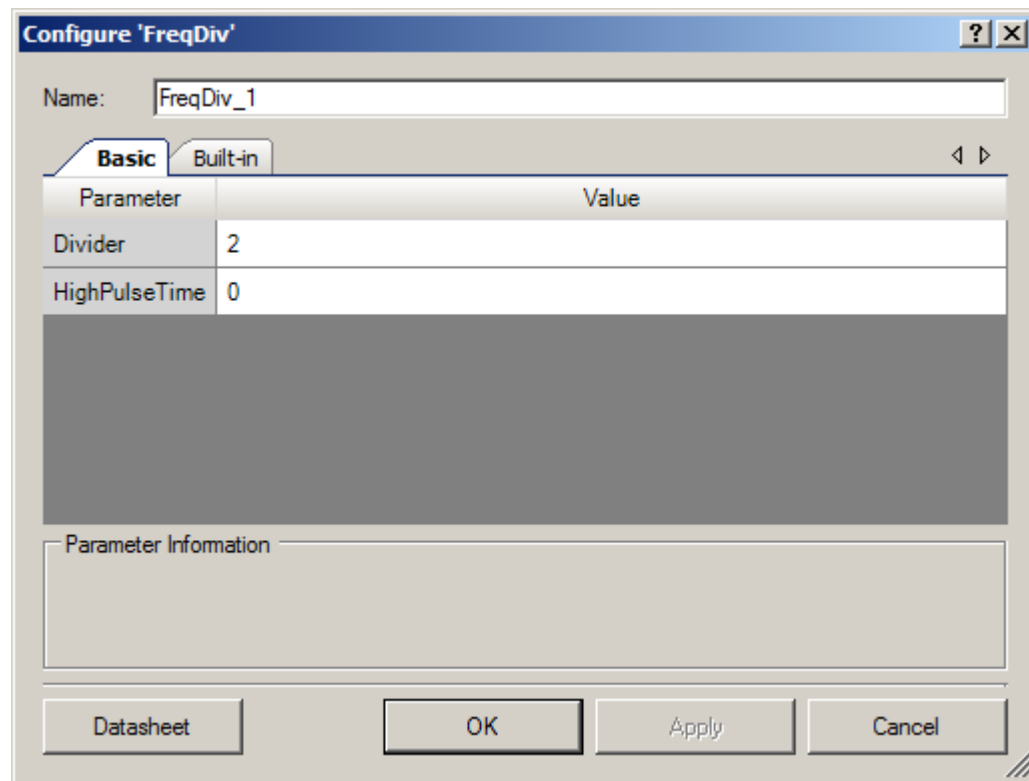 Configure 'FreqDiv'
Name: FreqDiv_1
Basic Built-in
Parameter Value
Divider 2
HighPulseTime 0
Parameter Information
Datasheet OK Apply Cancel